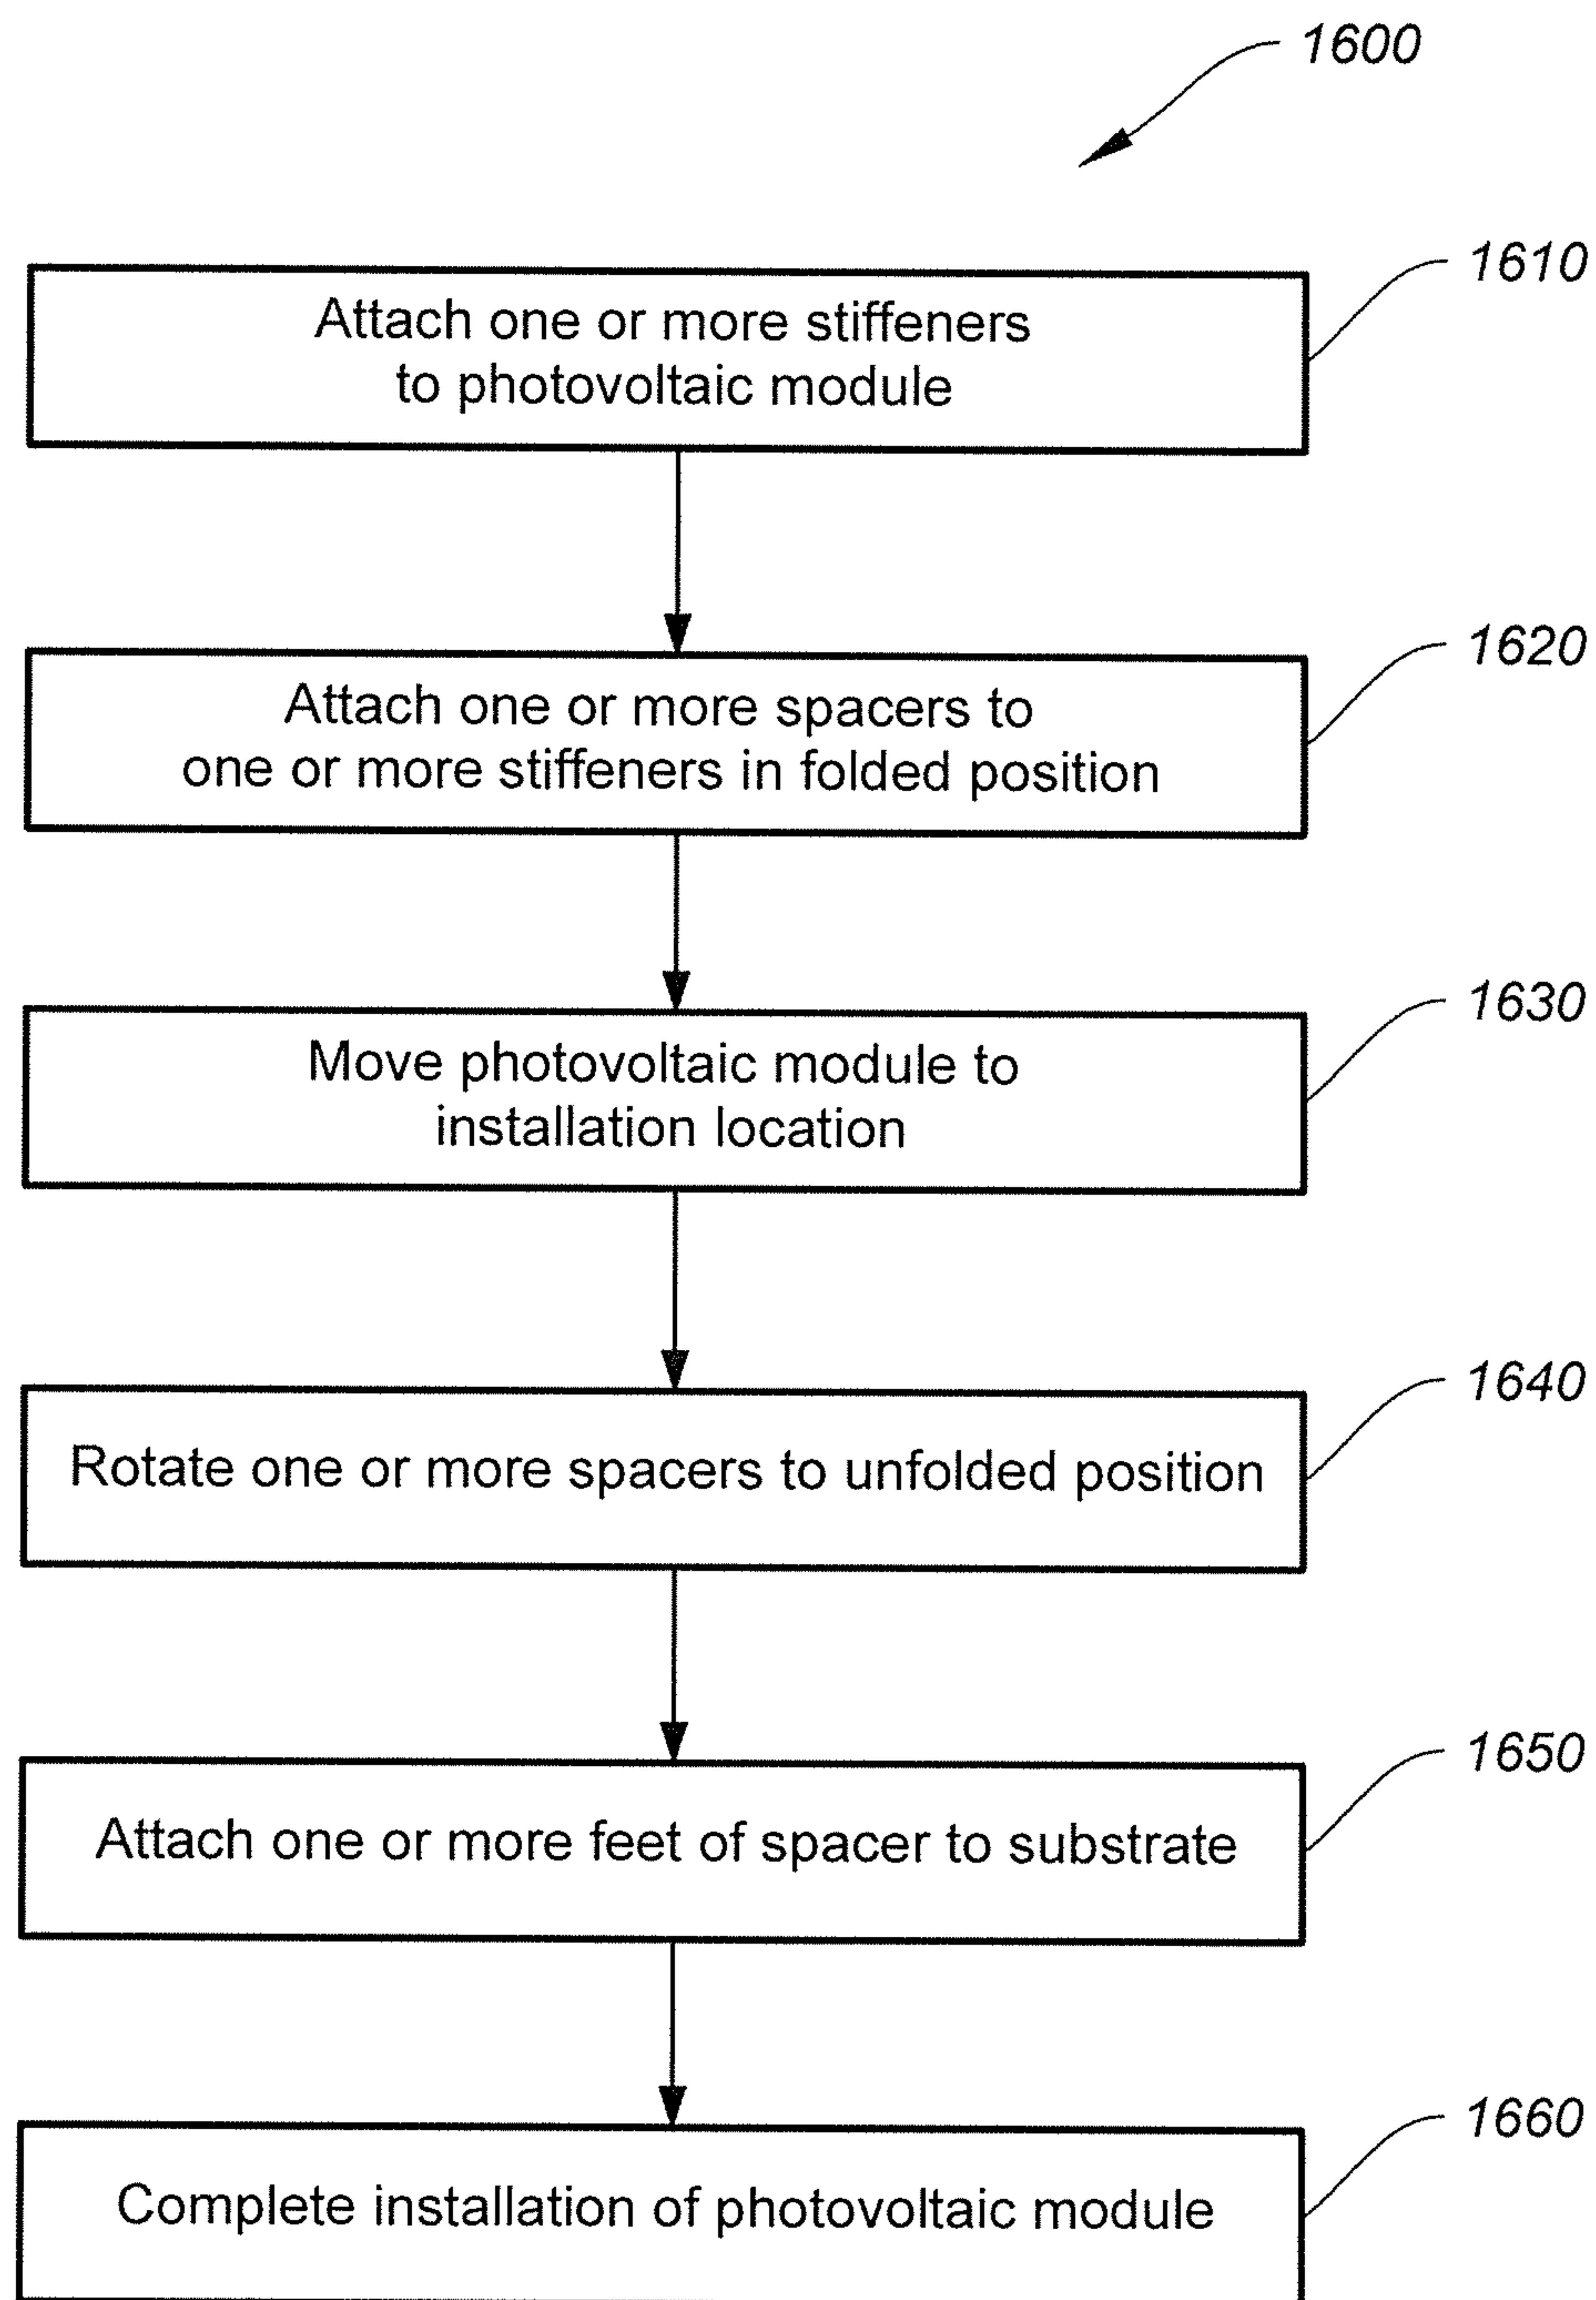 1600
1610
Attach one or more stiffeners
to photovoltaic module
1620
Attach one or more spacers to
one or more stiffeners in folded position
1630
Move photovoltaic module to
installation location
1640
Rotate one or more spacers to unfolded position
1650
Attach one or more feet of spacer to substrate
1660
Complete installation of photovoltaic module